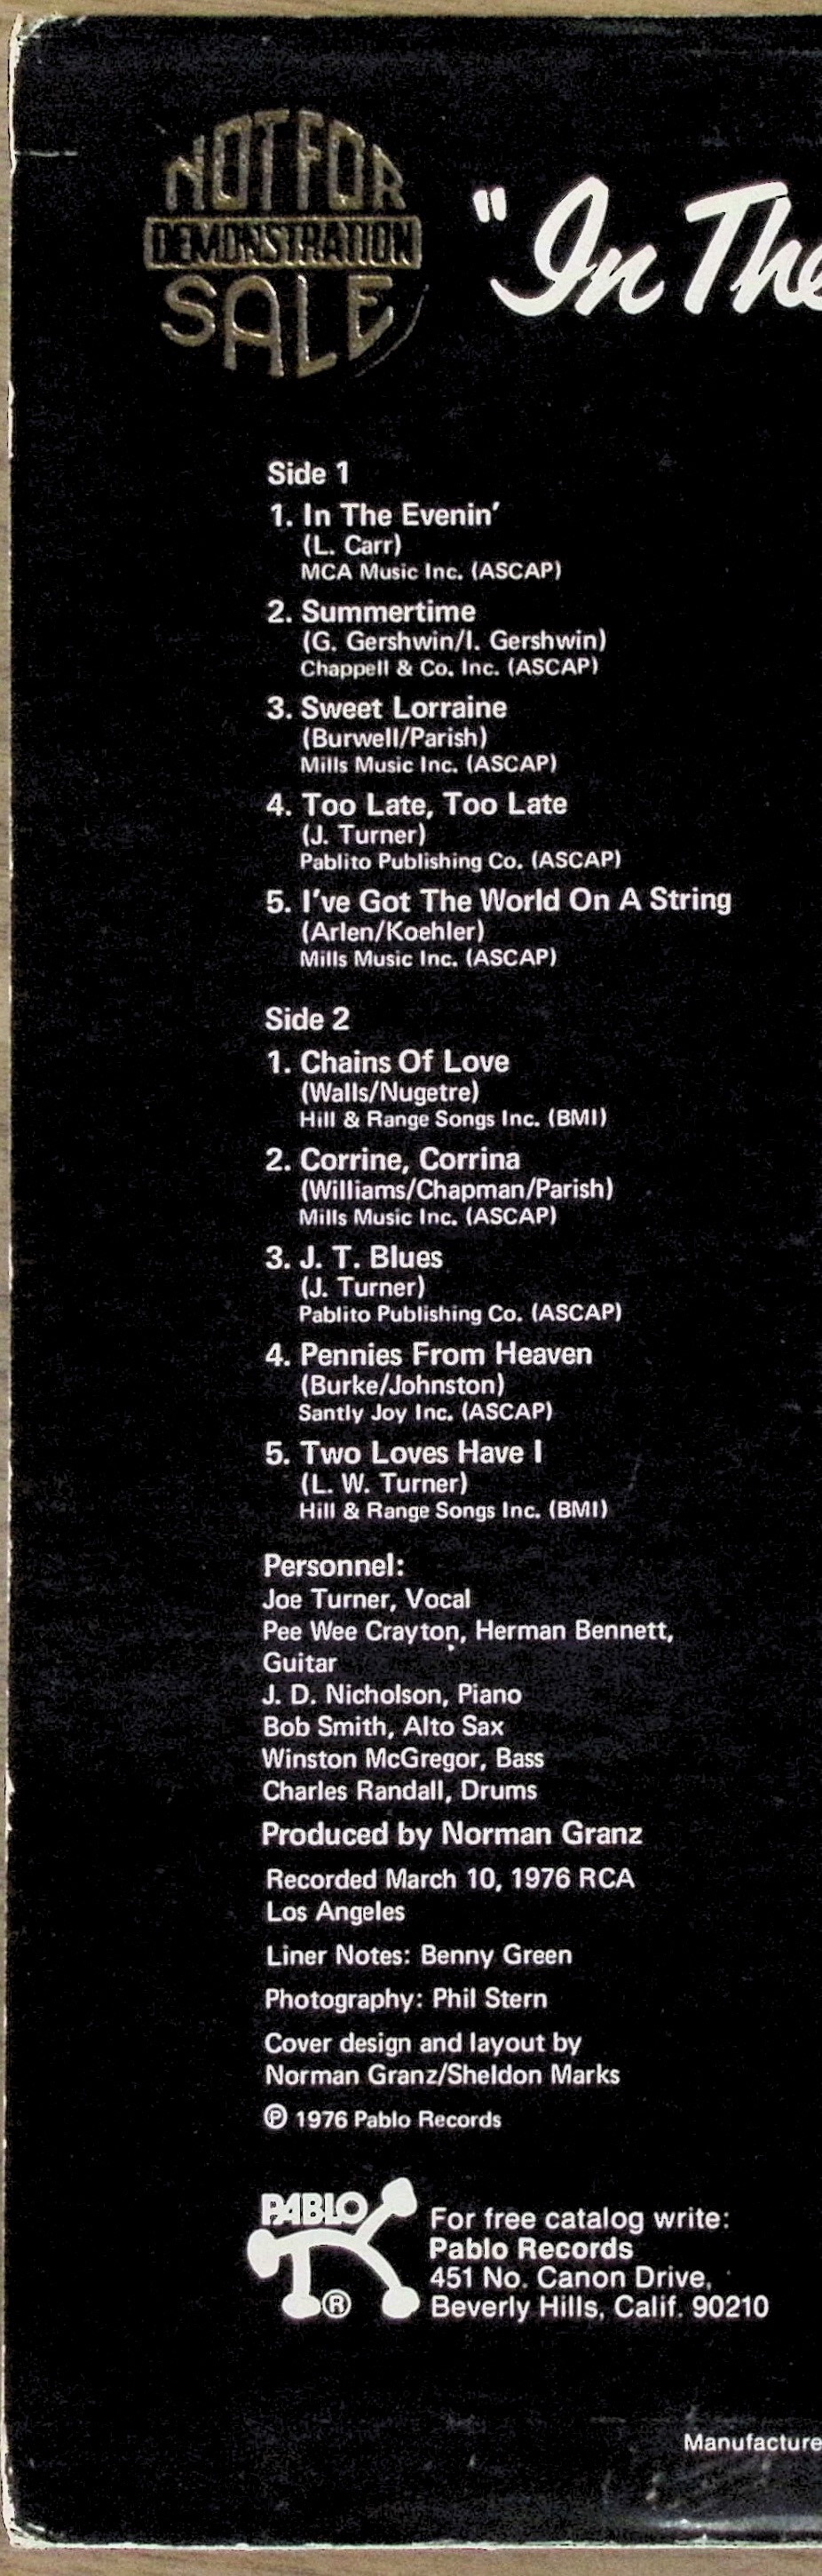 NOT FOR
DEMONSTRATION
SALE
"In The
Side 1
1. In The Evenin'
(L. Carr)
MCA Music Inc. (ASCAP)
2. Summertime
(G. Gershwin/I. Gershwin)
Chappell & Co. Inc. (ASCAP)
3. Sweet Lorraine
(Burwell/Parish)
Mills Music Inc. (ASCAP)
4. Too Late, Too Late
(J. Turner)
Pablito Publishing Co. (ASCAP)
5. I've Got The World On A String
(Arlen/Koehler)
Mills Music Inc. (ASCAP)
Side 2
1. Chains Of Love
(Walls/Nugetre)
Hill & Range Songs Inc. (BMI)
2. Corrine, Corrina
(Williams/Chapman/Parish)
Mills Music Inc. (ASCAP)
3. J. T. Blues
(J. Turner)
Pablito Publishing Co. (ASCAP)
4. Pennies From Heaven
(Burke/Johnston)
Santly Joy Inc. (ASCAP)
5. Two Loves Have I
(L. W. Turner)
Hill & Range Songs Inc. (BMI)
Personnel:
Joe Turner, Vocal
Pee Wee Crayton, Herman Bennett,
Guitar
J. D. Nicholson, Piano
Bob Smith, Alto Sax
Winston McGregor, Bass
Charles Randall, Drums
Produced by Norman Granz
Recorded March 10, 1976 RCA
Los Angeles
Liner Notes: Benny Green
Photography: Phil Stern
Cover design and layout by
Norman Granz/Sheldon Marks
℗ 1976 Pablo Records
PABLO
®
For free catalog write:
Pablo Records
451 No. Canon Drive,
Beverly Hills, Calif. 90210
Manufacture